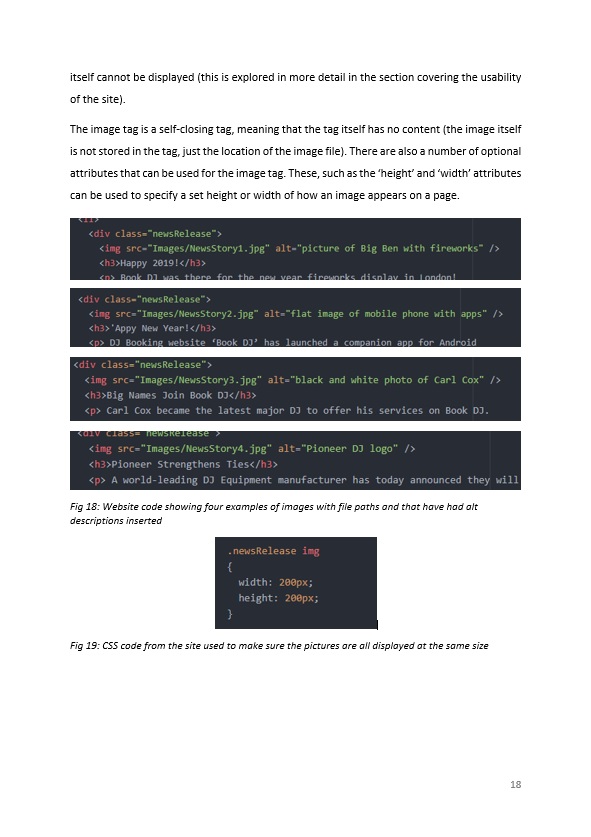 itself cannot be displayed (this is explored in more detail in the section covering the usability
of the site).
The image tag is a self-closing tag, meaning that the tag itself has no content (the image itself
is not stored in the tag, just the location of the image file). There are also a number of optional
attributes that can be used for the image tag. These, such as the ‘height’ and ‘width’ attributes
can be used to specify a set height or width of how an image appears on a page.
<li>
<div class="newsRelease">
<img src="Images/NewsStory1.jpg" alt="picture of Big Ben with fireworks" />
<h3>Happy 2019!</h3>
<p> Book DJ was there for the new year fireworks display in London!
<div class="newsRelease">
<img src="Images/NewsStory2.jpg" alt="flat image of mobile phone with apps" />
<h3>'Appy New Year!</h3>
<p> DJ Booking website ‘Book DJ’ has launched a companion app for Android
<div class="newsRelease">
<img src="Images/NewsStory3.jpg" alt="black and white photo of Carl Cox" />
<h3>Big Names Join Book DJ</h3>
<p> Carl Cox became the latest major DJ to offer his services on Book DJ.
<div class="newsRelease">
<img src="Images/NewsStory4.jpg" alt="Pioneer DJ logo" />
<h3>Pioneer Strengthens Ties</h3>
<p> A world-leading DJ Equipment manufacturer has today announced they will
Fig 18: Website code showing four examples of images with file paths and that have had alt
descriptions inserted
.newsRelease img
{
width: 200px;
height: 200px;
}
Fig 19: CSS code from the site used to make sure the pictures are all displayed at the same size
18